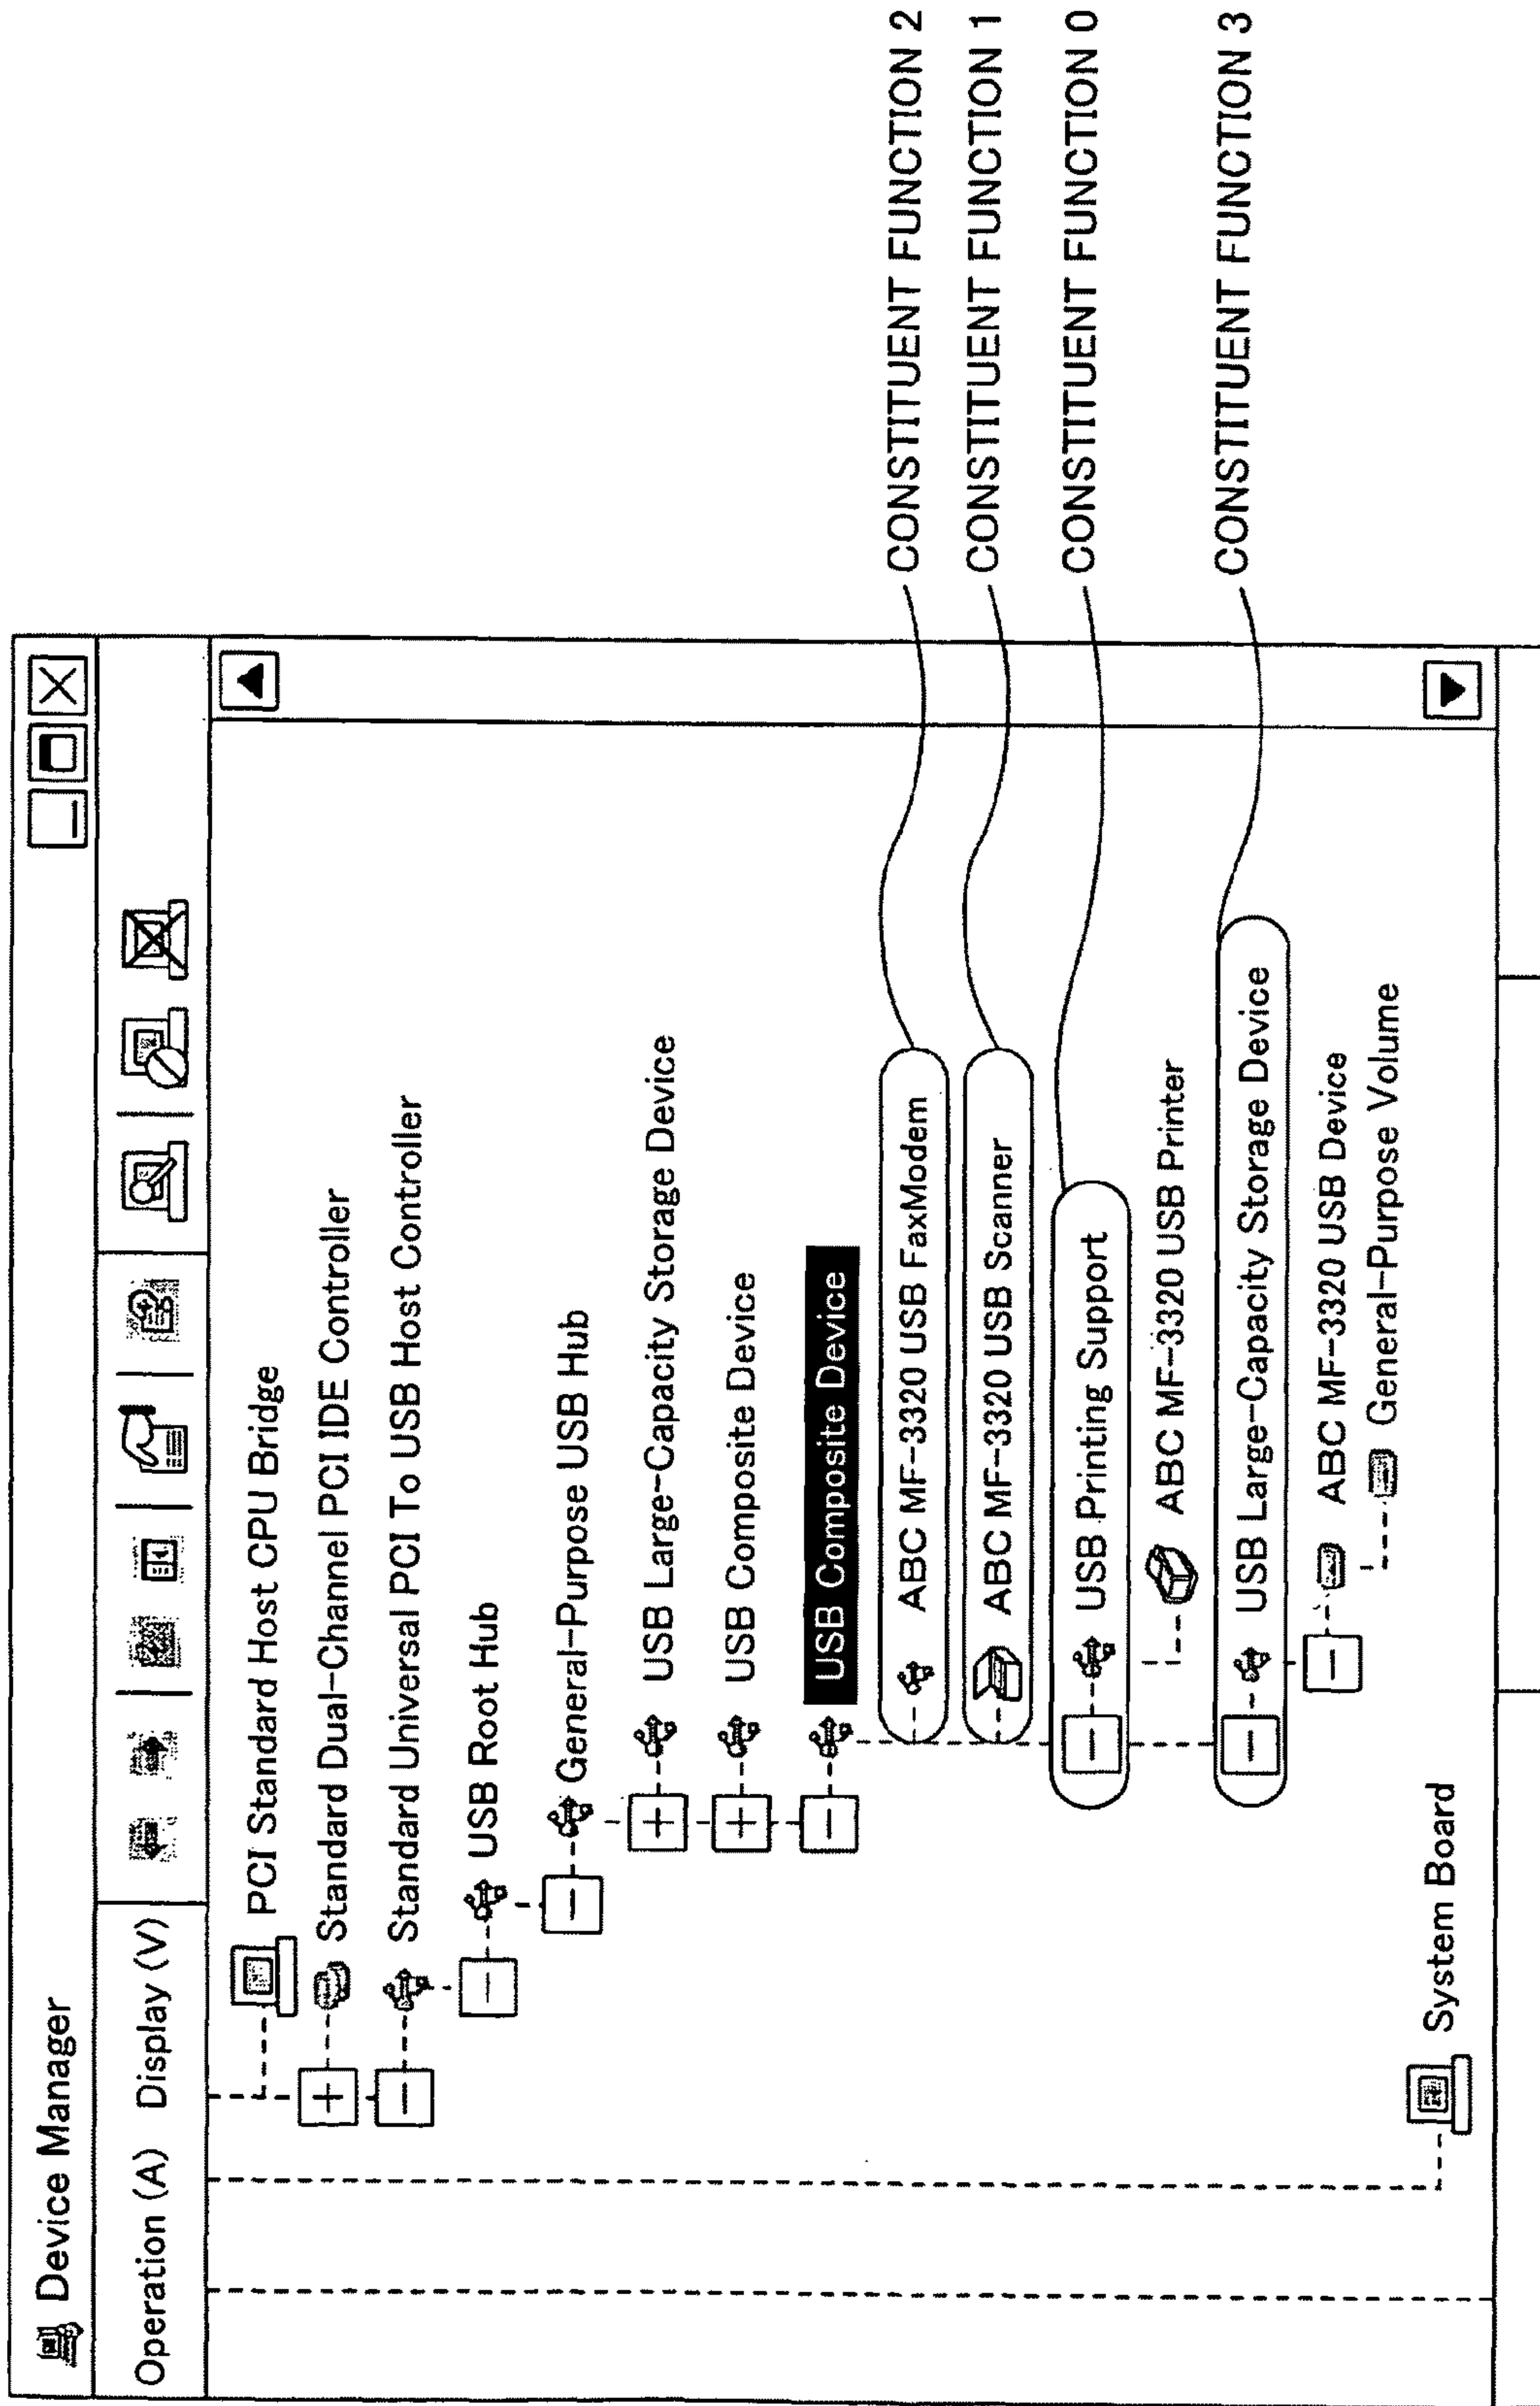 Device Manager
Operation (A) Display (V)
PCI Standard Host CPU Bridge
Standard Dual-Channel PCI IDE Controller
Standard Universal PCI To USB Host Controller
USB Root Hub
General-Purpose USB Hub
USB Large-Capacity Storage Device
USB Composite Device
USB Composite Device
ABC MF-3320 USB FaxModem CONSTITUENT FUNCTION 2
ABC MF-3320 USB Scanner CONSTITUENT FUNCTION 1
USB Printing Support CONSTITUENT FUNCTION 0
ABC MF-3320 USB Printer
USB Large-Capacity Storage Device CONSTITUENT FUNCTION 3
ABC MF-3320 USB Device
General-Purpose Volume
System Board